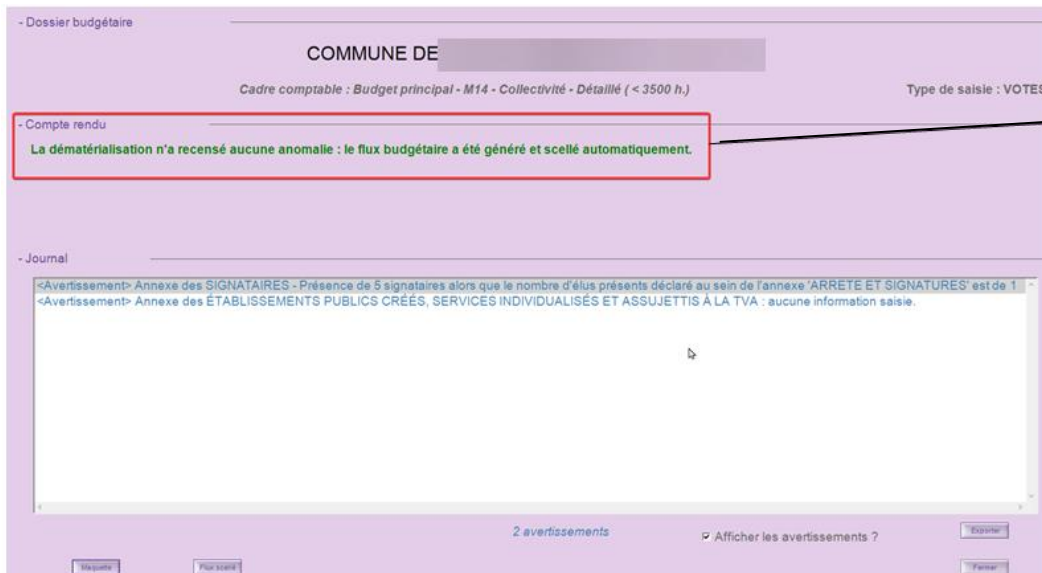 - Dossier budgétaire
COMMUNE DE
Cadre comptable : Budget principal - M14 - Collectivité - Détaillé ( < 3500 h.)
Type de saisie : VOTES
- Compte rendu
La dématérialisation n'a recensé aucune anomalie : le flux budgétaire a été généré et scellé automatiquement.
- Journal
<Avertissement> Annexe des SIGNATAIRES - Présence de 5 signataires alors que le nombre d'élus présents déclaré au sein de l'annexe 'ARRETE ET SIGNATURES' est de 1
<Avertissement> Annexe des ÉTABLISSEMENTS PUBLICS CRÉÉS, SERVICES INDIVIDUALISÉS ET ASSUJETTIS À LA TVA : aucune information saisie.
2 avertissements
Afficher les avertissements ?
Exporter
Maquette
Flux scellé
Fermer